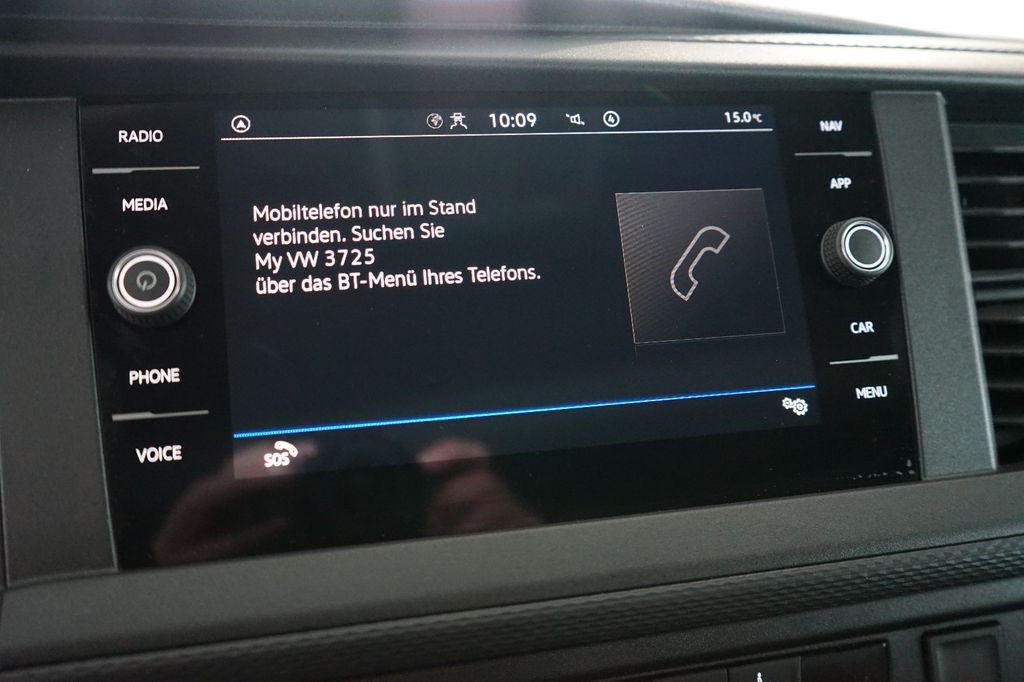 RADIO
MEDIA
PHONE
VOICE
10:09
4
15.0°C
Mobiltelefon nur im Stand
verbinden. Suchen Sie
My VW 3725
über das BT-Menü Ihres Telefons.
SOS
NAV
APP
CAR
MENU